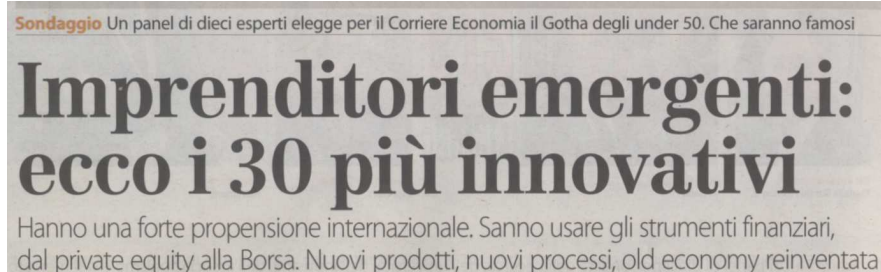 Sondaggio Un panel di dieci esperti elegge per il Corriere Economia il Gotha degli under 50. Che saranno famosi
Imprenditori emergenti:
ecco i 30 più innovativi
Hanno una forte propensione internazionale. Sanno usare gli strumenti finanziari,
dal private equity alla Borsa. Nuovi prodotti, nuovi processi, old economy reinventata